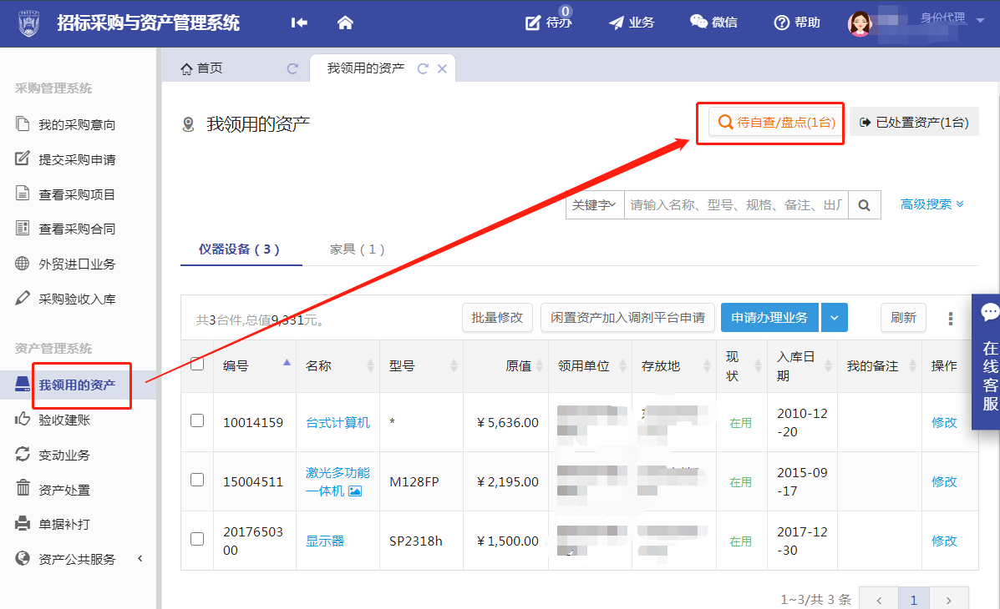 招标采购与资产管理系统
待办
0
业务
微信
帮助
身份代理
采购管理系统
我的采购意向
提交采购申请
查看采购项目
查看采购合同
外贸进口业务
采购验收入库
资产管理系统
我领用的资产
验收建账
变动业务
资产处置
单据补打
资产公共服务
首页
我领用的资产
我领用的资产
待自查/盘点(1台)
已处置资产(1台)
关键字
请输入名称、型号、规格、备注、出厂
高级搜索
仪器设备 ( 3 )
家具 ( 1 )
共3台件,总值9,331元。
批量修改
闲置资产加入调剂平台申请
申请办理业务
刷新
编号 名称 型号 原值 领用单位 存放地 现状 入库日期 我的备注 操作
10014159 台式计算机 * ¥5,636.00 在用 2010-12-20 修改
15004511 激光多功能一体机 M128FP ¥2,195.00 在用 2015-09-17 修改
2017650300 显示器 SP2318h ¥1,500.00 在用 2017-12-30 修改
1~3/共 3 条
‹ 1 ›
在线客服